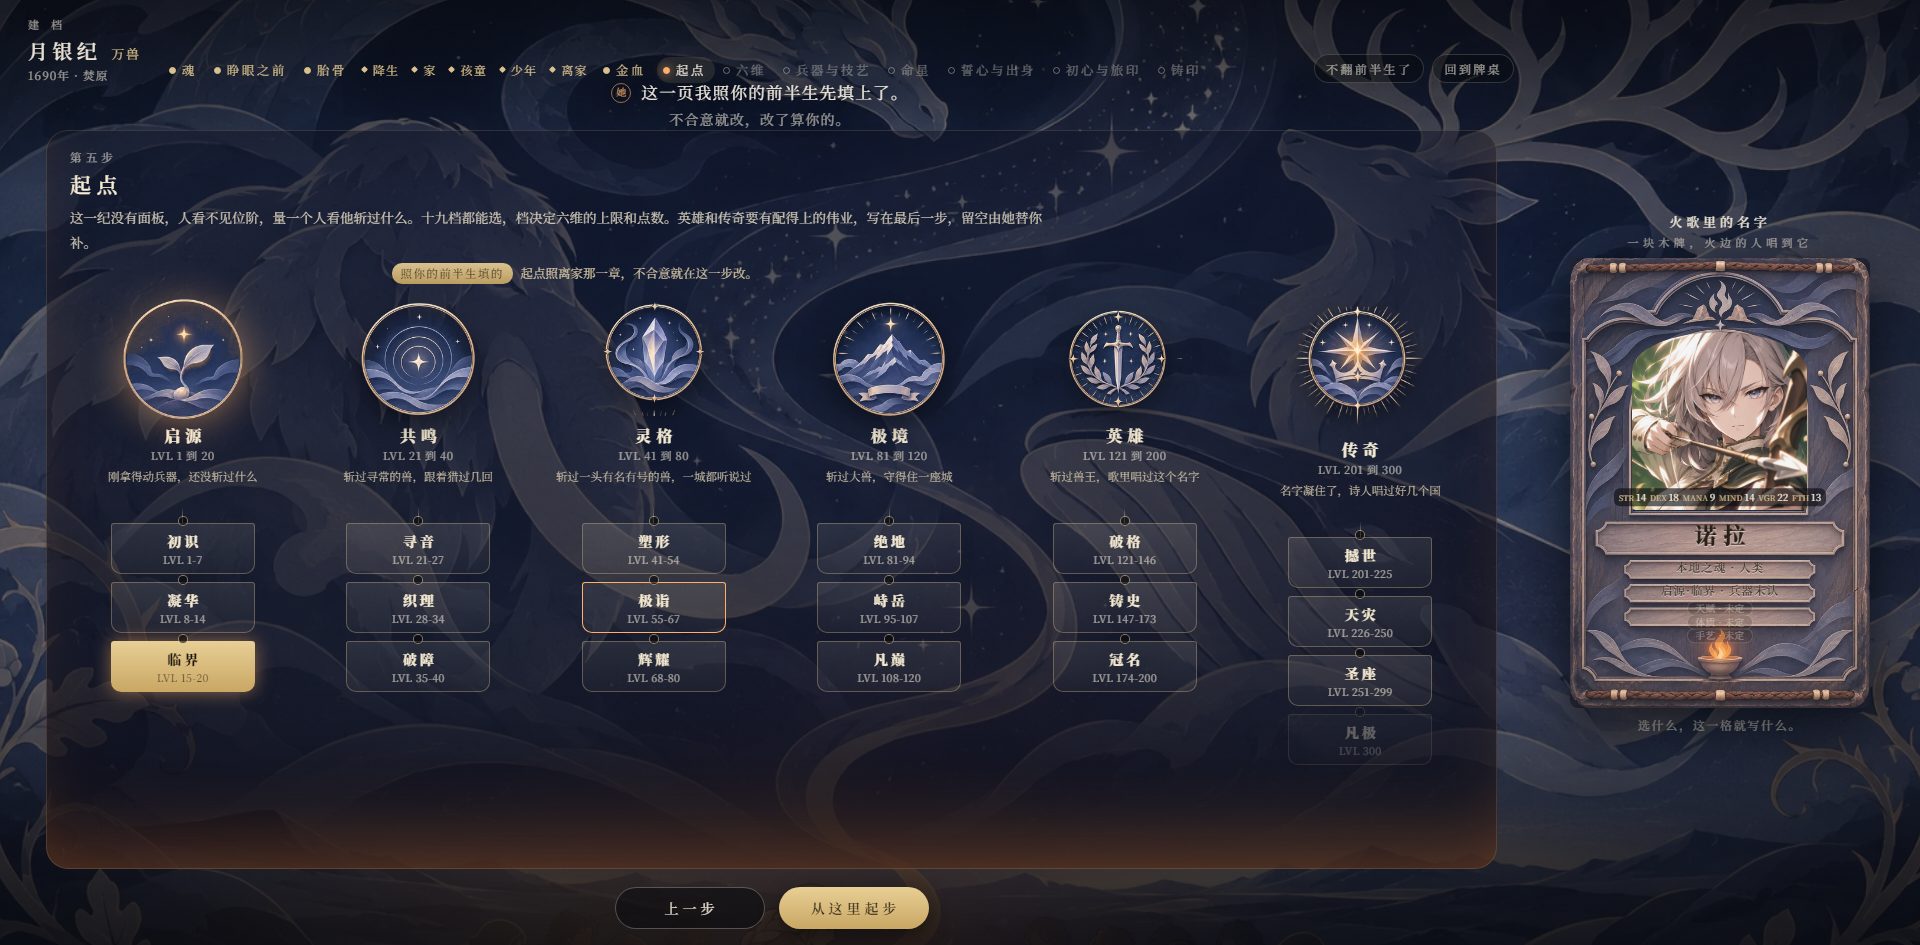 建 档
月银纪 万兽
1690年 · 焚原
魂 睁眼之前 胎骨 降生 家 孩童 少年 离家 金血 起点 六维 兵器与技艺 命星 誓心与出身 初心与旅印 铸印
不翻前半生了 回到牌桌
她 这一页我照你的前半生先填上了。
不合意就改，改了算你的。
第五步
起点
这一纪没有面板，人看不见位阶，量一个人看他斩过什么。十九档都能选，档决定六维的上限和点数。英雄和传奇要有配得上的伟业，写在最后一步，留空由她替你
补。
照你的前半生填的 起点照离家那一章，不合意就在这一步改。
启源
LVL 1 到 20
刚拿得动兵器，还没斩过什么
初识
LVL 1-7
凝华
LVL 8-14
临界
LVL 15-20
共鸣
LVL 21 到 40
斩过寻常的兽，跟着猎过几回
寻音
LVL 21-27
织理
LVL 28-34
破障
LVL 35-40
灵格
LVL 41 到 80
斩过一头有名有号的兽，一城都听说过
塑形
LVL 41-54
极诣
LVL 55-67
辉耀
LVL 68-80
极境
LVL 81 到 120
斩过大兽，守得住一座城
绝地
LVL 81-94
峙岳
LVL 95-107
凡巅
LVL 108-120
英雄
LVL 121 到 200
斩过兽王，歌里唱过这个名字
破格
LVL 121-146
铸史
LVL 147-173
冠名
LVL 174-200
传奇
LVL 201 到 300
名字凝住了，诗人唱过好几个国
撼世
LVL 201-225
天灾
LVL 226-250
圣座
LVL 251-299
凡极
LVL 300
火歌里的名字
一块木牌，火边的人唱到它
STR 14 DEX 18 MANA 9 MIND 14 VGR 22 FTH 13
诺拉
本地之魂 · 人类
启源·临界 · 兵器未认
天赋 · 未定
体质 · 未定
手艺 · 未定
选什么，这一格就写什么。
上一步 从这里起步